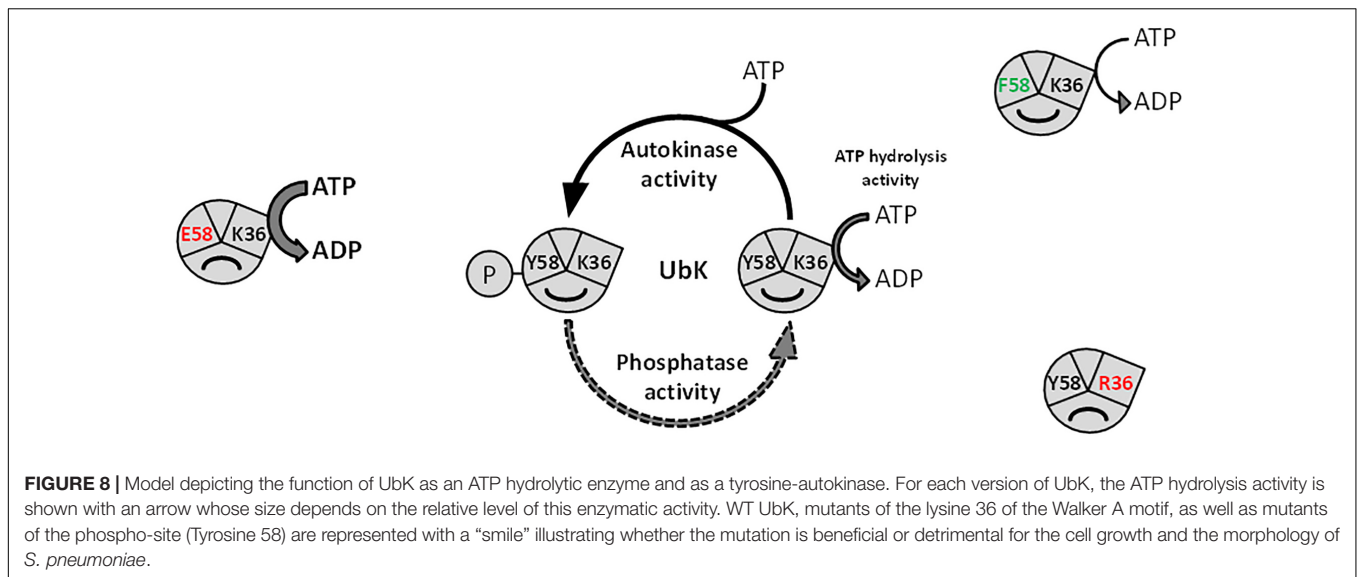 ATP
ATP
F58 K36
ADP
Autokinase
activity
ATP hydrolysis
activity
ATP
E58 K36
ADP
ATP
P
Y58 K36
UbK
Y58 K36
ADP
Phosphatase
activity
Y58 R36
FIGURE 8 | Model depicting the function of UbK as an ATP hydrolytic enzyme and as a tyrosine-autokinase. For each version of UbK, the ATP hydrolysis activity is
shown with an arrow whose size depends on the relative level of this enzymatic activity. WT UbK, mutants of the lysine 36 of the Walker A motif, as well as mutants
of the phospho-site (Tyrosine 58) are represented with a “smile” illustrating whether the mutation is beneficial or detrimental for the cell growth and the morphology of
S. pneumoniae.